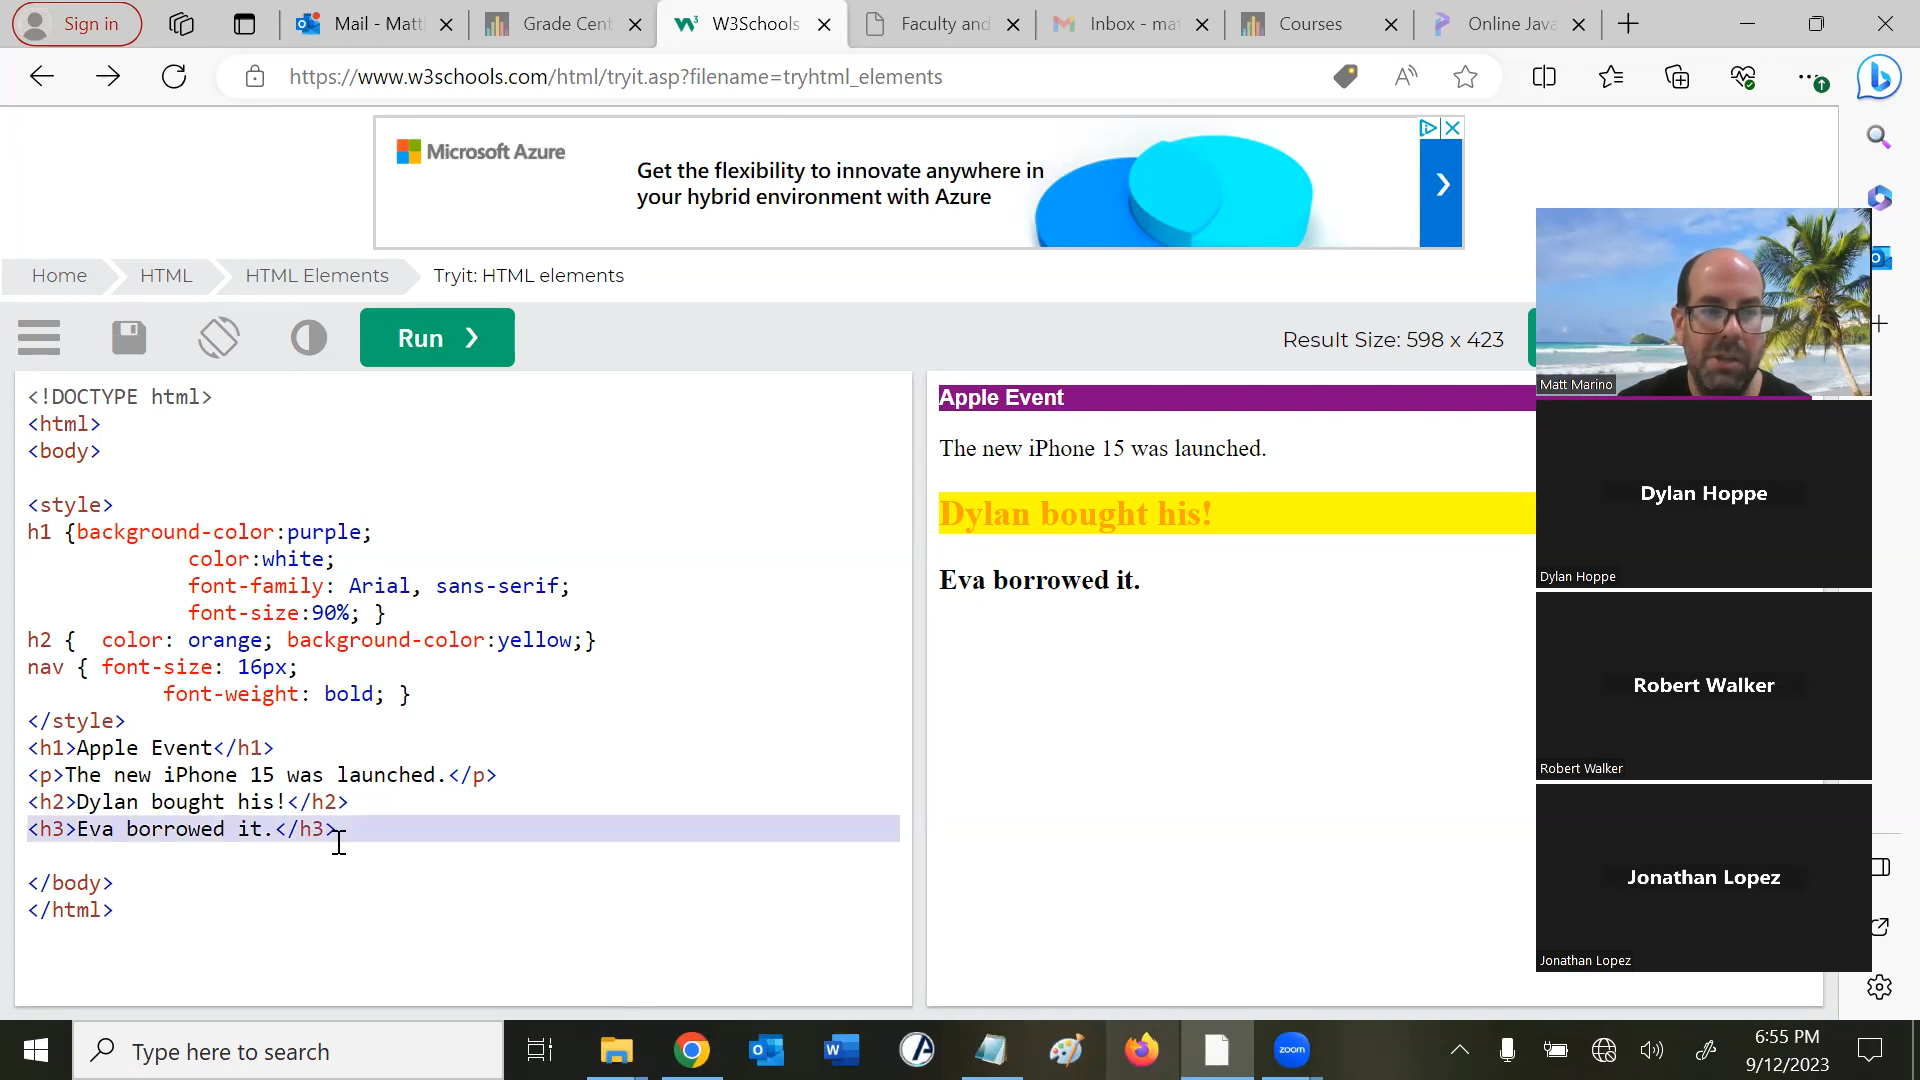 Sign in
Mail - Matt
Grade Cent
W3Schools
Faculty and
Inbox - mat
Courses
Online Java
https://www.w3schools.com/html/tryit.asp?filename=tryhtml_elements
Microsoft Azure
Get the flexibility to innovate anywhere in
your hybrid environment with Azure
Home
HTML
HTML Elements
Tryit: HTML elements
Run ❯
Result Size: 598 x 423
<!DOCTYPE html>
<html>
<body>
<style>
h1 {background-color:purple;
color:white;
font-family: Arial, sans-serif;
font-size:90%; }
h2 {  color: orange; background-color:yellow;}
nav { font-size: 16px;
font-weight: bold; }
</style>
<h1>Apple Event</h1>
<p>The new iPhone 15 was launched.</p>
<h2>Dylan bought his!</h2>
<h3>Eva borrowed it.</h3>
</body>
</html>
Apple Event
The new iPhone 15 was launched.
Dylan bought his!
Eva borrowed it.
Matt Marino
Dylan Hoppe
Dylan Hoppe
Robert Walker
Robert Walker
Jonathan Lopez
Jonathan Lopez
Type here to search
zoom
6:55 PM
9/12/2023